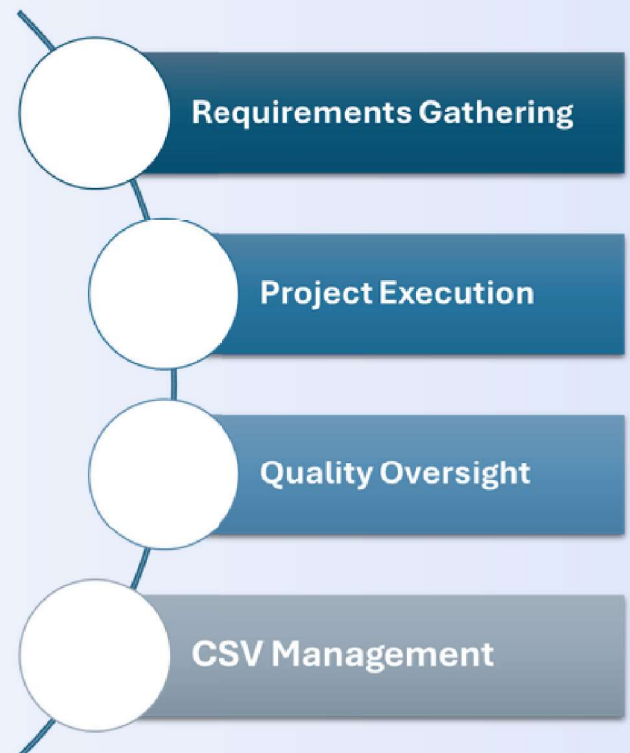 Requirements Gathering
Project Execution
Quality Oversight
CSV Management